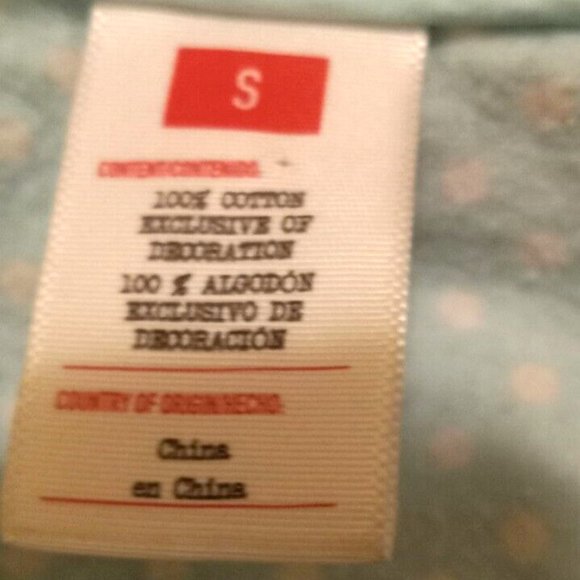 S
CONTENT/CONTENIDO:
100% COTTON
EXCLUSIVE OF
DECORATION
100 % ALGODÓN
EXCLUSIVO DE
DECORACIÓN
COUNTRY OF ORIGIN/HECHO:
China
en China